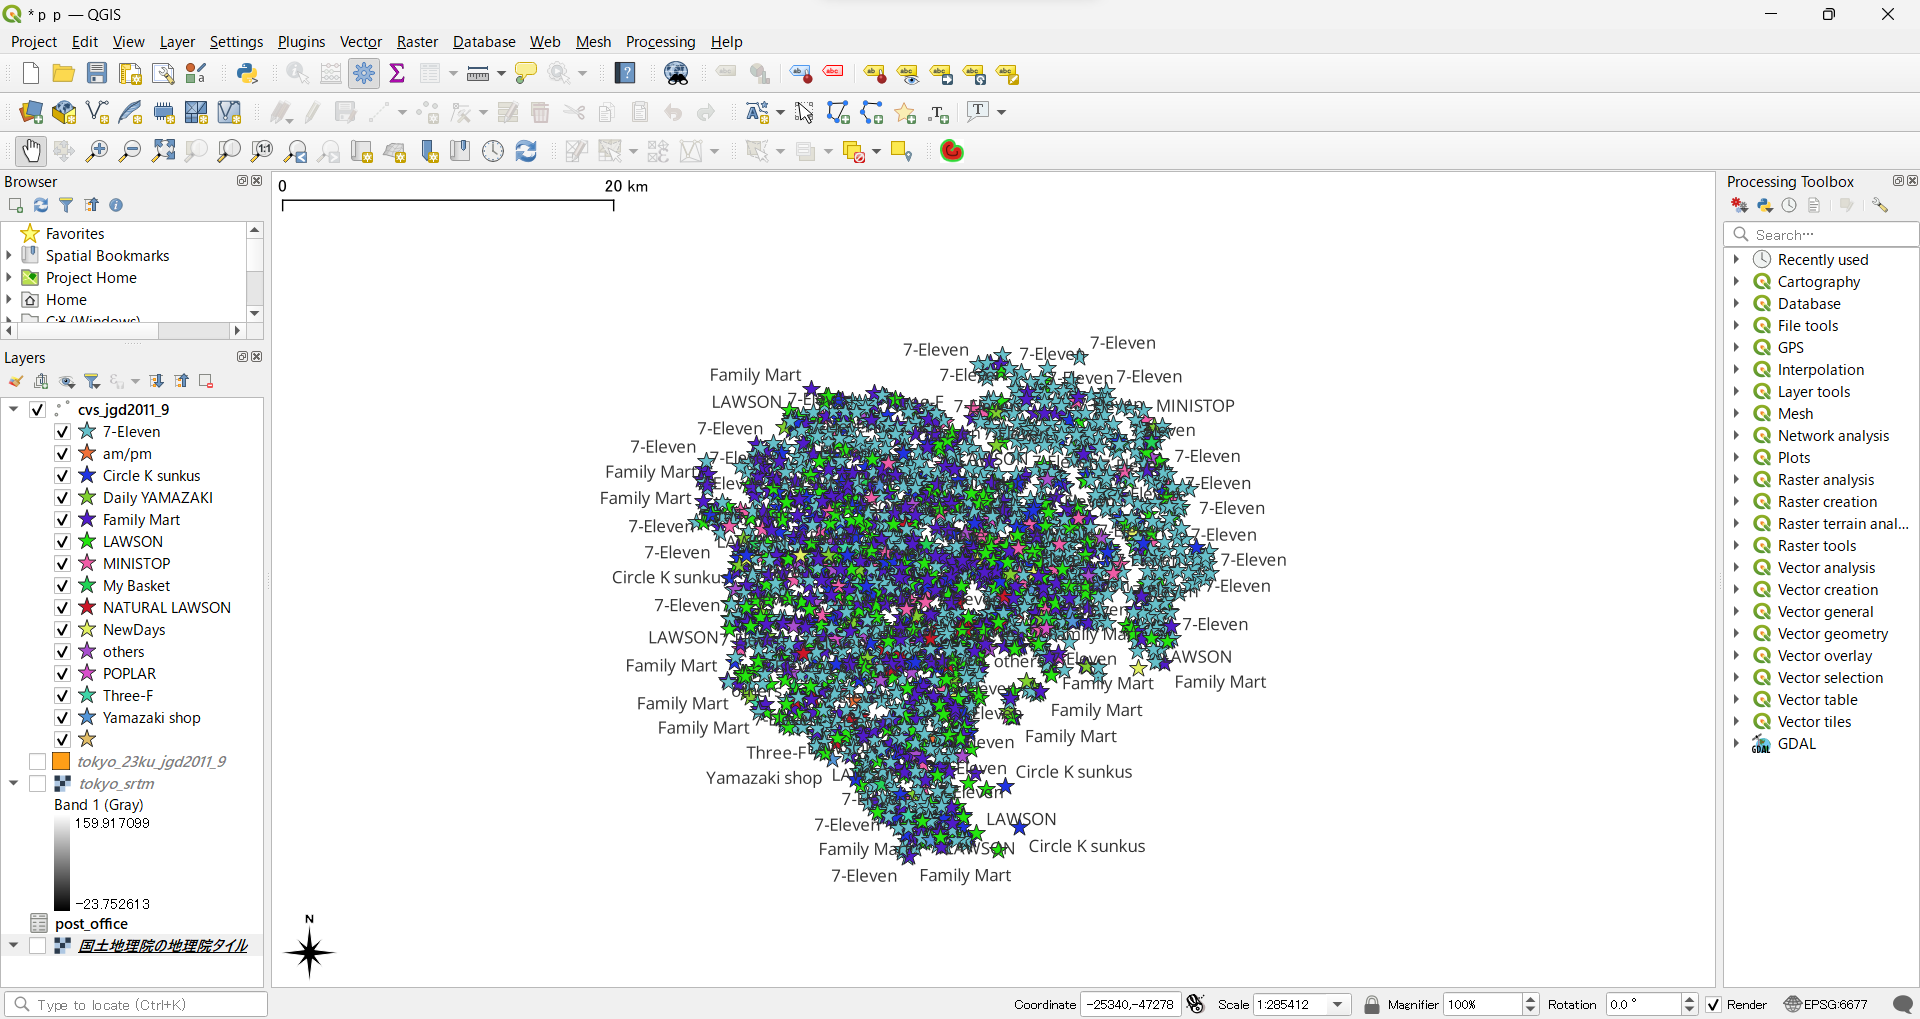 *p p — QGIS
Project Edit View Layer Settings Plugins Vector Raster Database Web Mesh Processing Help
Browser
Favorites
Spatial Bookmarks
Project Home
Home
Layers
cvs_jgd2011_9
7-Eleven
am/pm
Circle K sunkus
Daily YAMAZAKI
Family Mart
LAWSON
MINISTOP
My Basket
NATURAL LAWSON
NewDays
others
POPLAR
Three-F
Yamazaki shop
tokyo_23ku_jgd2011_9
tokyo_srtm
Band 1 (Gray)
159.917099
-23.752613
post_office
国土地理院の地理院タイル
Type to locate (Ctrl+K)
0 20 km
7-Eleven
7-Eleven
7-Eleven
Family Mart
7-Eleven
LAWSON
MINISTOP
7-Eleven
7-Eleven
7-Eleven
Family Mart
7-Eleven
Family Mart
7-Eleven
7-Eleven
7-Eleven
7-Eleven
7-Eleven
Circle K sunkus
7-Eleven
7-Eleven
7-Eleven
LAWSON
LAWSON
Family Mart
others
Family Mart
Family Mart
Family Mart
Family Mart
Family Mart
Family Mart
Three-F
Circle K sunkus
Yamazaki shop
LAWSON
7-Eleven
Circle K sunkus
Family Mart
7-Eleven
Family Mart
N
Processing Toolbox
Search…
Recently used
Cartography
Database
File tools
GPS
Interpolation
Layer tools
Mesh
Network analysis
Plots
Raster analysis
Raster creation
Raster terrain anal...
Raster tools
Vector analysis
Vector creation
Vector general
Vector geometry
Vector overlay
Vector selection
Vector table
Vector tiles
GDAL
Coordinate -25340,-47278 Scale 1:285412 Magnifier 100% Rotation 0.0 ° Render EPSG:6677